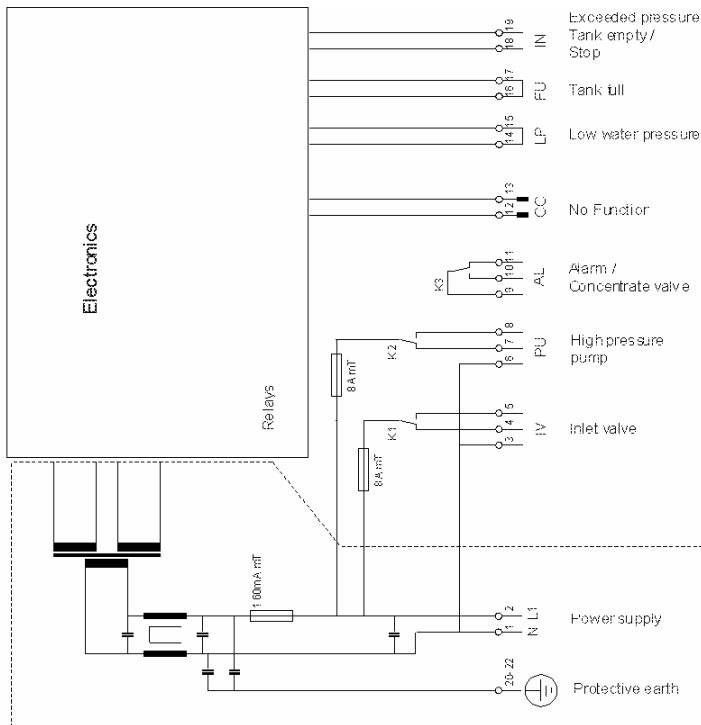 Exceeded pressure
Tank empty /
Stop
19
18
IN
17
16
FU
Tank full
15
14
LP
Low water pressure
13
12
CC
No Function
Electronics
11
10
9
AL
K3
Alarm /
Concentrate valve
8
7
6
PU
K2
High pressure
pump
8 A mT
Relays
5
4
3
IV
K1
Inlet valve
8 A mT
160mA mT
2
L1
1
N
Power supply
20-22
Protective earth